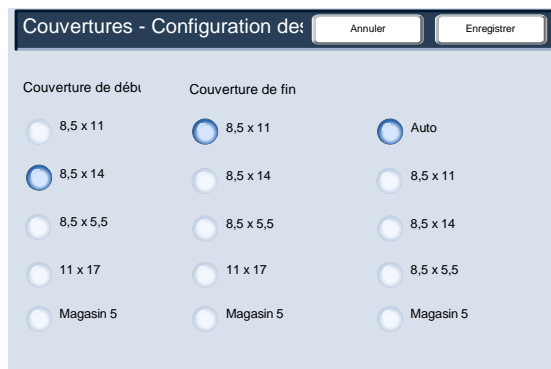 Couvertures - Configuration des
Annuler
Enregistrer
Couverture de débu
Couverture de fin
8,5 x 11
8,5 x 11
Auto
8,5 x 14
8,5 x 14
8,5 x 11
8,5 x 5,5
8,5 x 5,5
8,5 x 14
11 x 17
11 x 17
8,5 x 5,5
Magasin 5
Magasin 5
Magasin 5